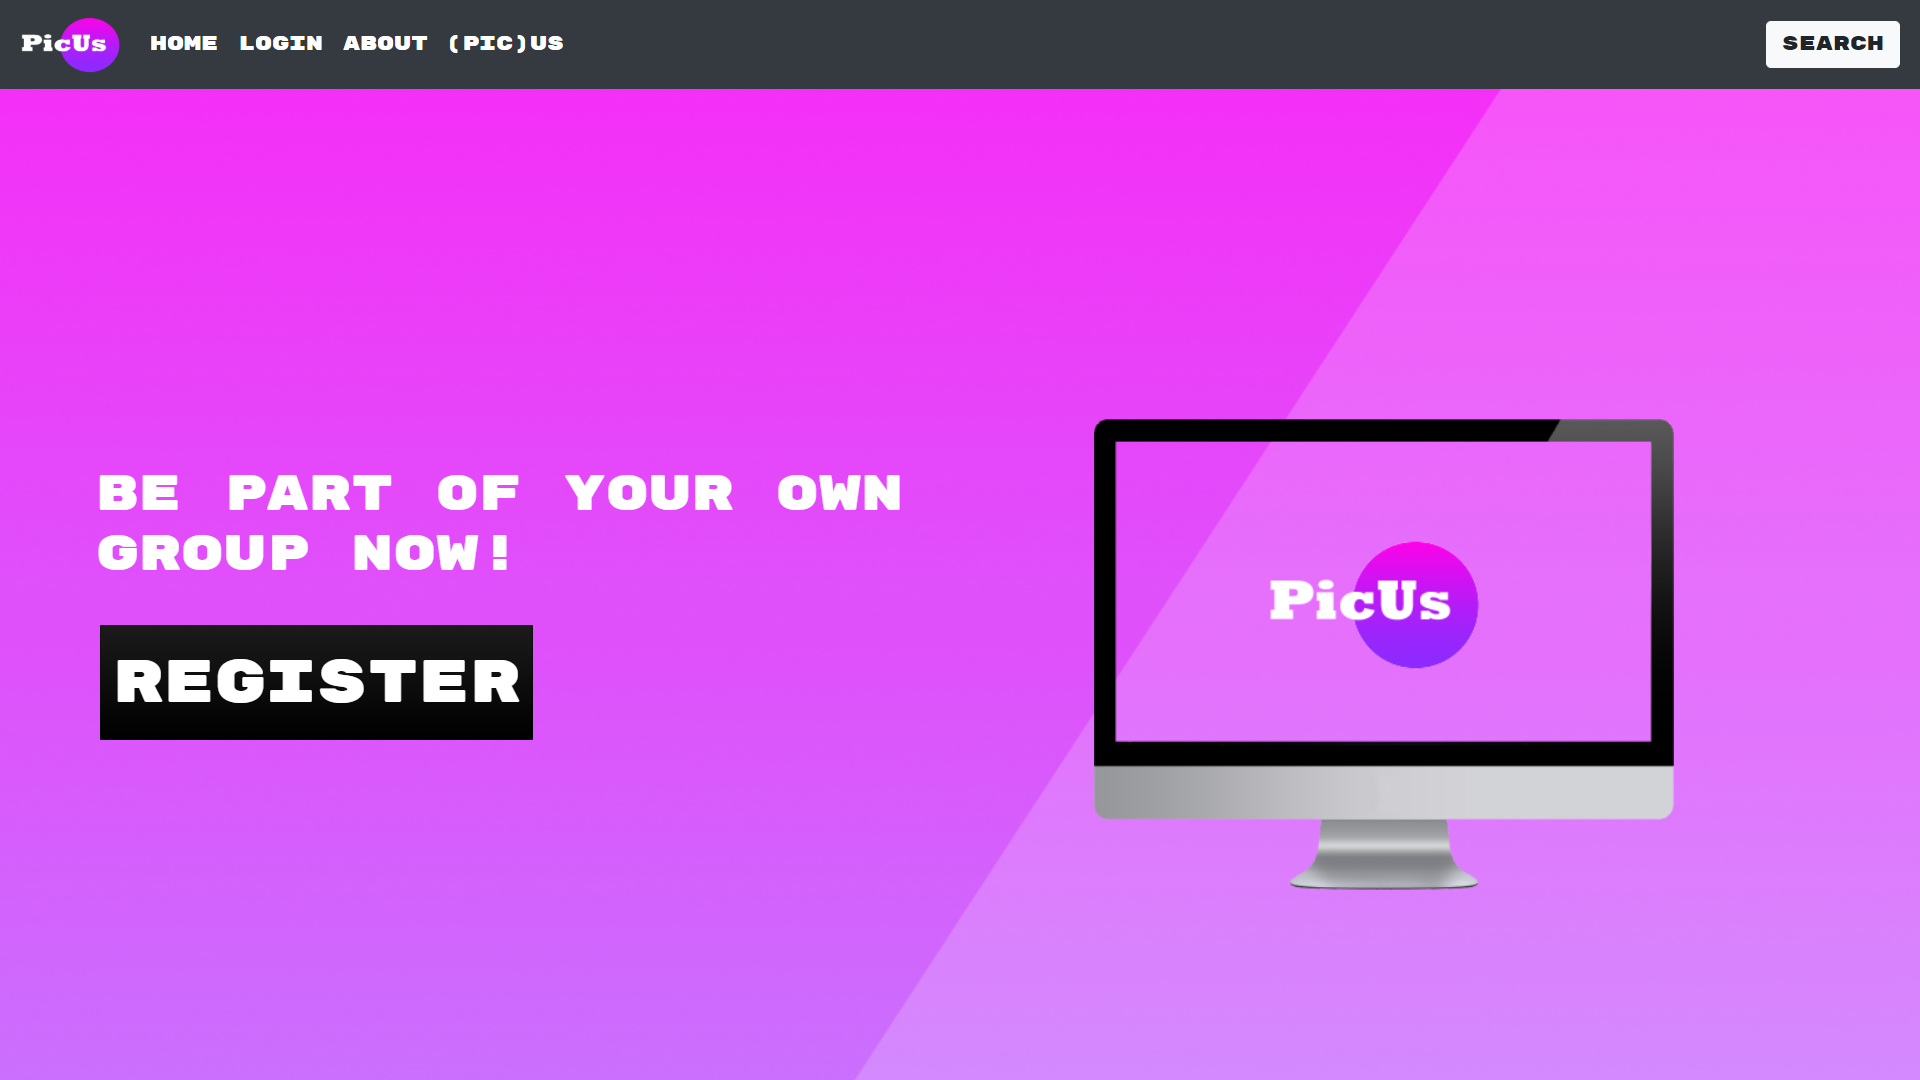 PicUs HOME LOGIN ABOUT (PIC)US SEARCH
BE PART OF YOUR OWN
GROUP NOW!
REGISTER
PicUs